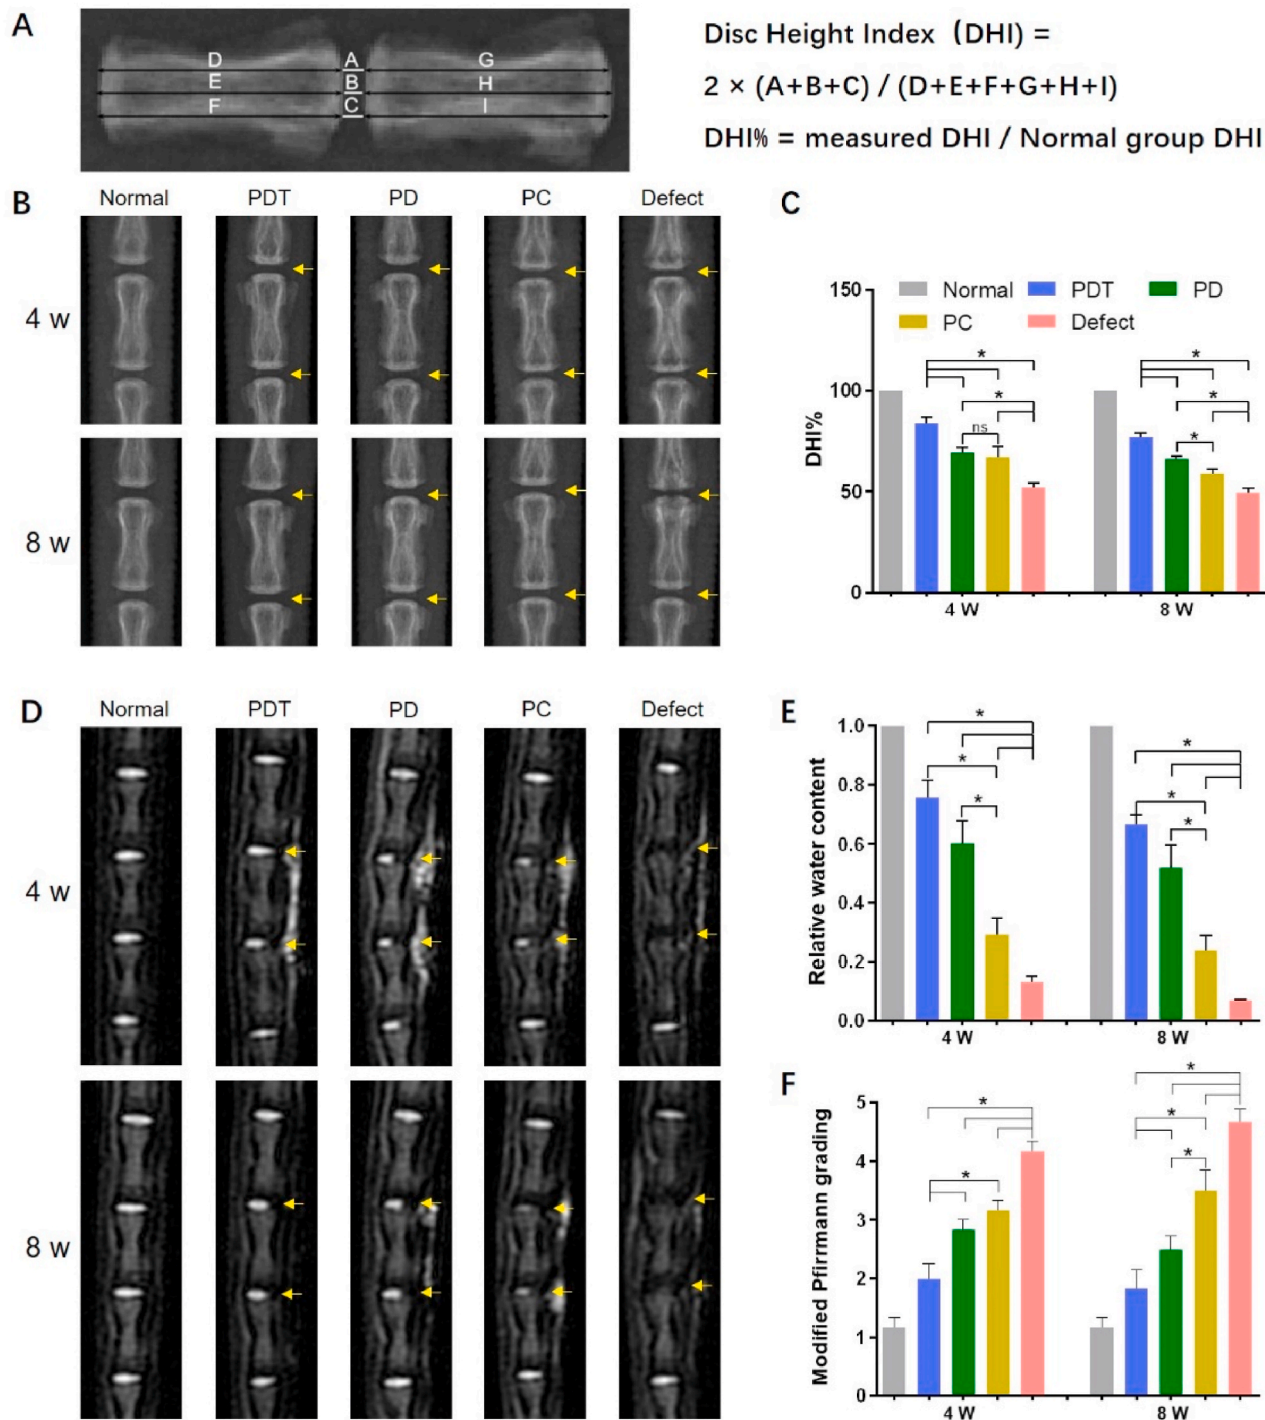 A
D
A
G
E
B
H
F
C
I
Disc Height Index (DHI) =
2 × (A+B+C) / (D+E+F+G+H+I)
DHI% = measured DHI / Normal group DHI
B
Normal PDT PD PC Defect
4 w
8 w
C
Normal PDT PD
PC Defect
DHI%
150
100
50
0
* * ns
* * *
4 W 8 W
D
Normal PDT PD PC Defect
4 w
8 w
E
Relative water content
1.0
0.8
0.6
0.4
0.2
0.0
* * *
* * *
4 W 8 W
F
Modified Pfirrmann grading
5
4
3
2
1
0
* *
* * *
4 W 8 W